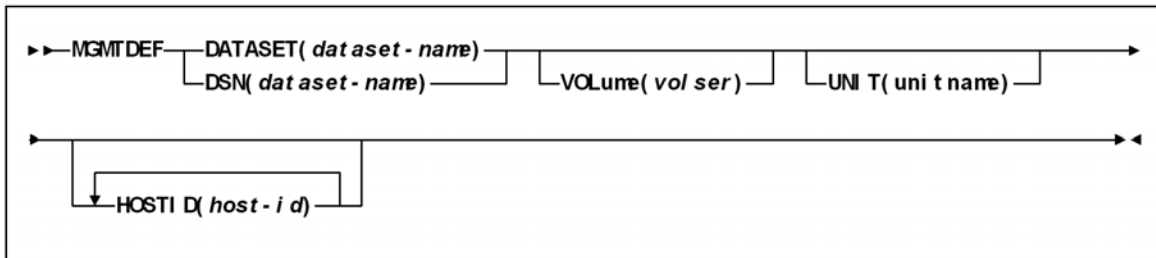 MGMTDEF DATASET(dataset-name)
DSN(dataset-name) VOLume(volser) UNIT(unitname)
HOSTID(host-id)